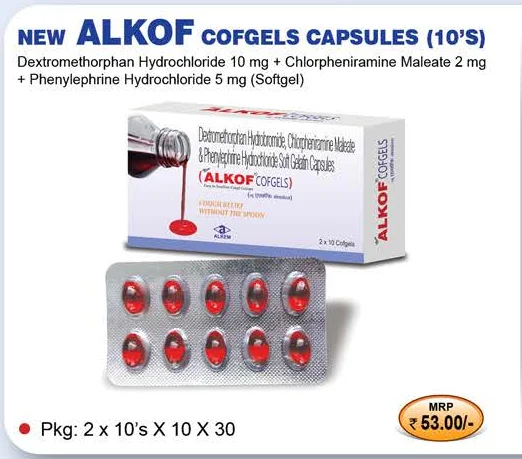 NEW ALKOF COFGELS CAPSULES (10'S)
Dextromethorphan Hydrochloride 10 mg + Chlorpheniramine Maleate 2 mg
+ Phenylephrine Hydrochloride 5 mg (Softgel)
Dextromethorphan Hydrobromide, Chlorpheniramine Maleate
& Phenylephrine Hydrochloride Soft Gelatin Capsules
(ALKOF COFGELS)
COUGH RELIEF
WITHOUT THE SPOON
a
ALKEM
2 x 10 Cofgels
ALKOF COFGELS
Pkg: 2 x 10's X 10 X 30
MRP
₹ 53.00/-